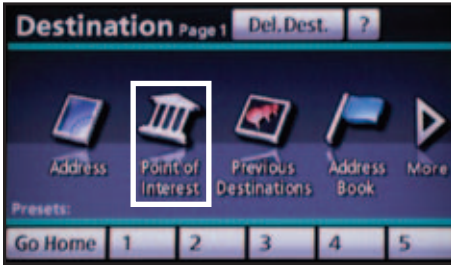 Destination Page 1 Del. Dest. ?
Address
Point of Interest
Previous Destinations
Address Book
More
Presets:
Go Home 1 2 3 4 5